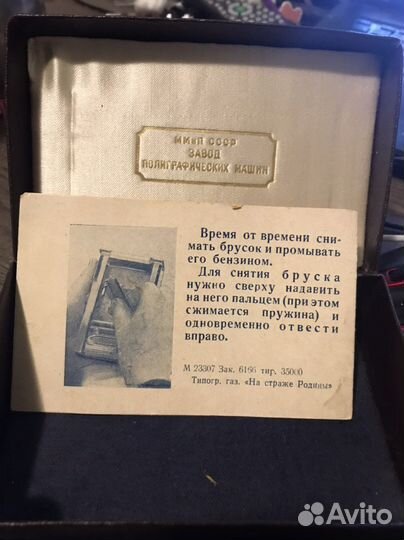 МИиП СССР
ЗАВОД
ПОЛИГРАФИЧЕСКИХ МАШИН
Время от времени сни-
мать брусок и промывать
его бензином.
Для снятия бруска
нужно сверху надавить
на него пальцем (при этом
сжимается пружина) и
одновременно отвести
вправо.
М 23307 Зак. 6166 тир. 35000
Типогр. газ. «На страже Родины»
Avito